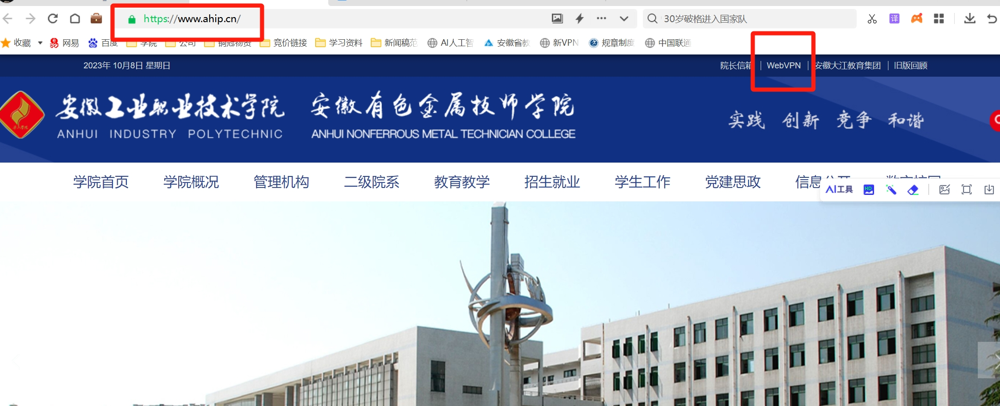 https://www.ahip.cn/
30岁破格进入国家队
译
收藏 网易 百度 学院 公司 铜冠物资 竞价链接 学习资料 新闻稿范 AI人工智 安徽省教 新VPN 规章制度 中国联通
2023年 10月8日 星期日
院长信箱 WebVPN 安徽大江教育集团 旧版回顾
安徽工业职业技术学院 安徽有色金属技师学院
ANHUI INDUSTRY POLYTECHNIC ANHUI NONFERROUS METAL TECHNICIAN COLLEGE
实践 创新 竞争 和谐
学院首页 学院概况 管理机构 二级院系 教育教学 招生就业 学生工作 党建思政 信息公开 数字校园
AI工具 HD